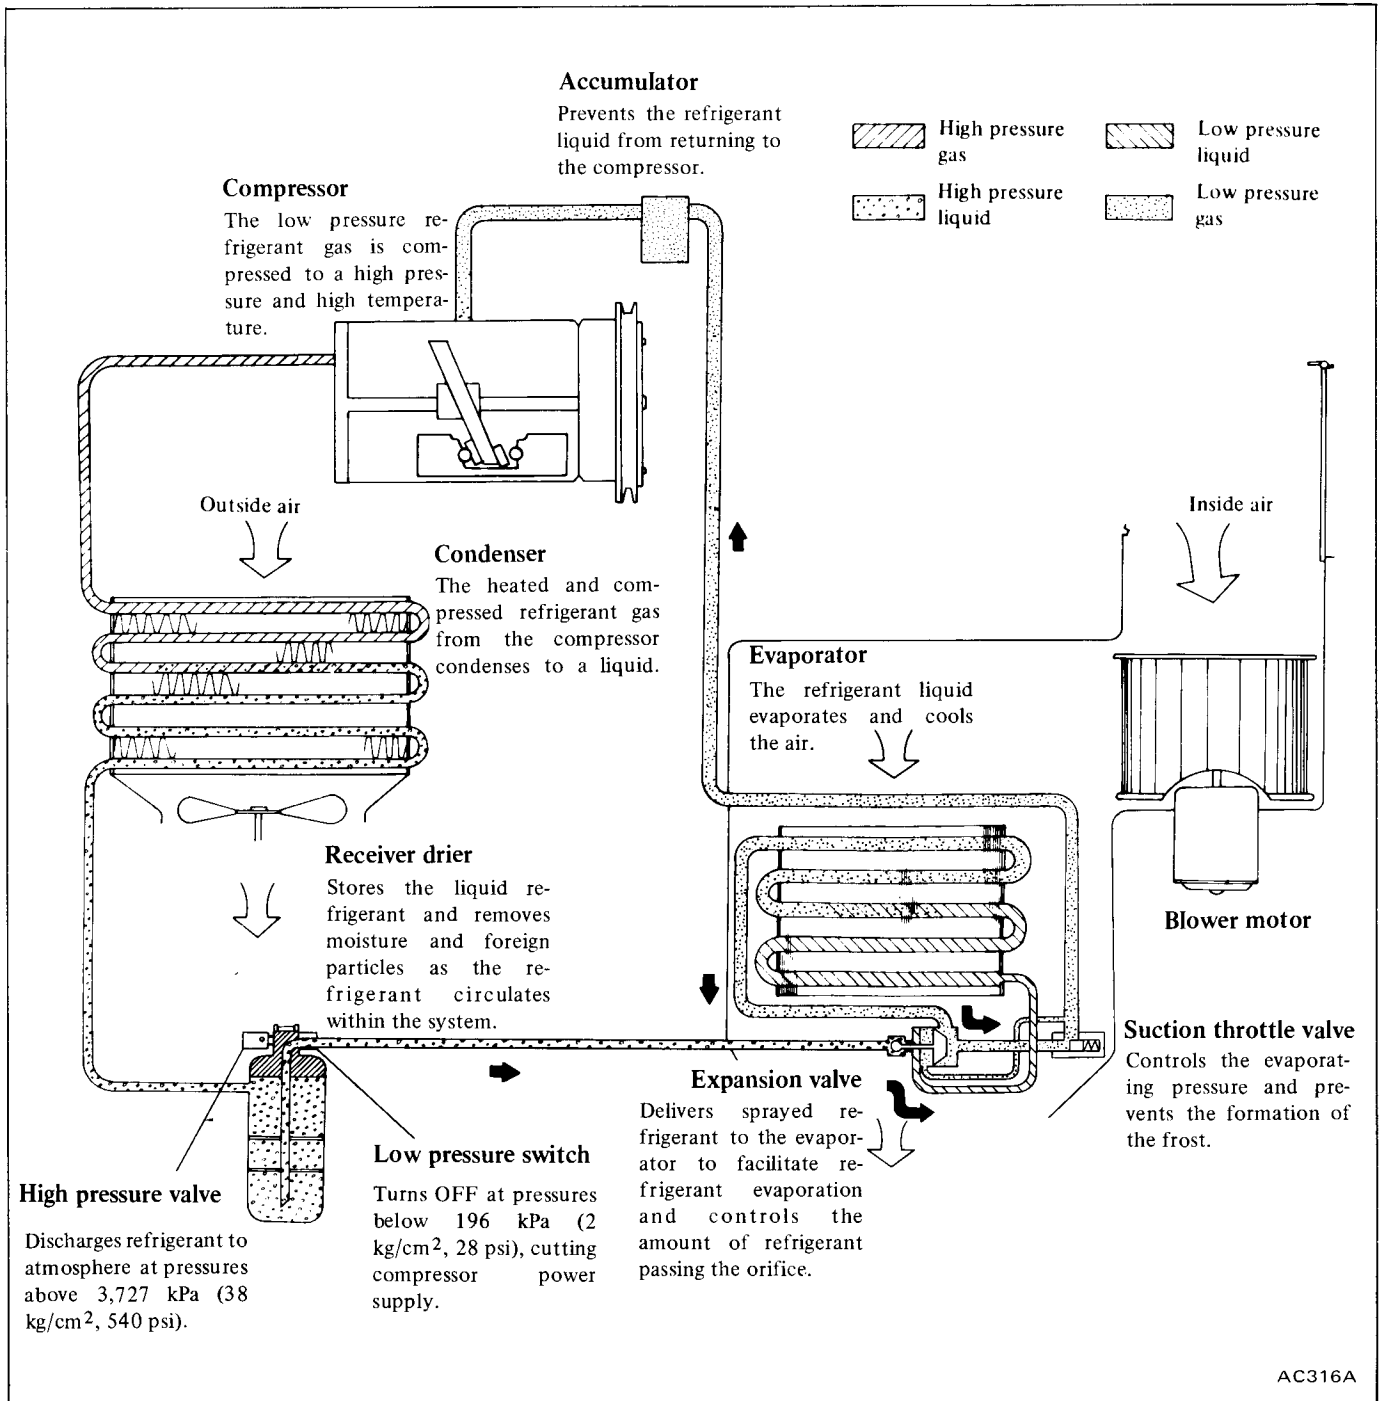 Accumulator
Prevents the refrigerant
liquid from returning to
the compressor.
High pressure
gas
Low pressure
liquid
High pressure
liquid
Low pressure
gas
Compressor
The low pressure re-
frigerant gas is com-
pressed to a high pres-
sure and high tempera-
ture.
Outside air
Inside air
Condenser
The heated and com-
pressed refrigerant gas
from the compressor
condenses to a liquid.
Evaporator
The refrigerant liquid
evaporates and cools
the air.
Receiver drier
Stores the liquid re-
frigerant and removes
moisture and foreign
particles as the re-
frigerant circulates
within the system.
Blower motor
Suction throttle valve
Controls the evaporat-
ing pressure and pre-
vents the formation of
the frost.
Expansion valve
Delivers sprayed re-
frigerant to the evapor-
ator to facilitate re-
frigerant evaporation
and controls the
amount of refrigerant
passing the orifice.
Low pressure switch
Turns OFF at pressures
below 196 kPa (2
kg/cm², 28 psi), cutting
compressor power
supply.
High pressure valve
Discharges refrigerant to
atmosphere at pressures
above 3,727 kPa (38
kg/cm², 540 psi).
AC316A